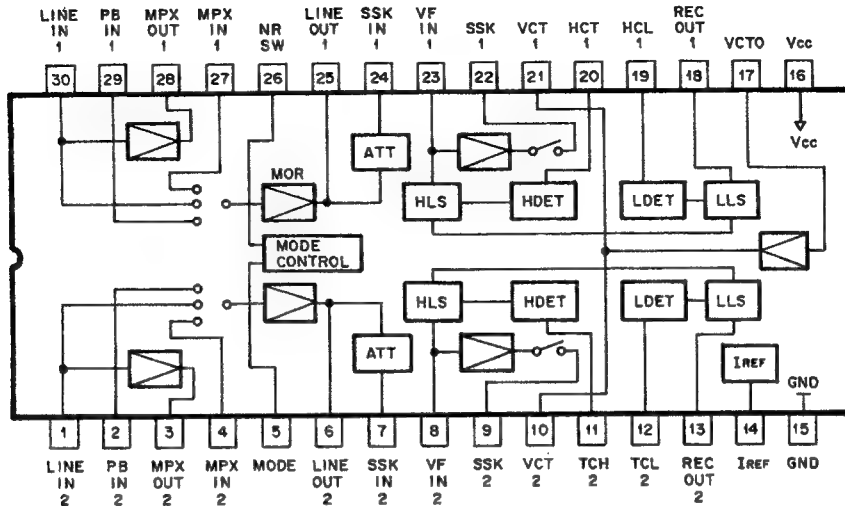 LINE IN 1
PB IN 1
MPX OUT 1
MPX IN 1
NR SW
LINE OUT 1
SSK IN 1
VF IN 1
SSK 1
VCT 1
HCT 1
HCL 1
REC OUT 1
VCTO
Vcc
30 29 28 27 26 25 24 23 22 21 20 19 18 17 16
Vcc
ATT
MOR
HLS
HDET
LDET
LLS
MODE CONTROL
HLS
HDET
LDET
LLS
ATT
IREF
GND
1 2 3 4 5 6 7 8 9 10 11 12 13 14 15
LINE IN 2
PB IN 2
MPX OUT 2
MPX IN 2
MODE
LINE OUT 2
SSK IN 2
VF IN 2
SSK 2
VCT 2
TCH 2
TCL 2
REC OUT 2
IREF
GND